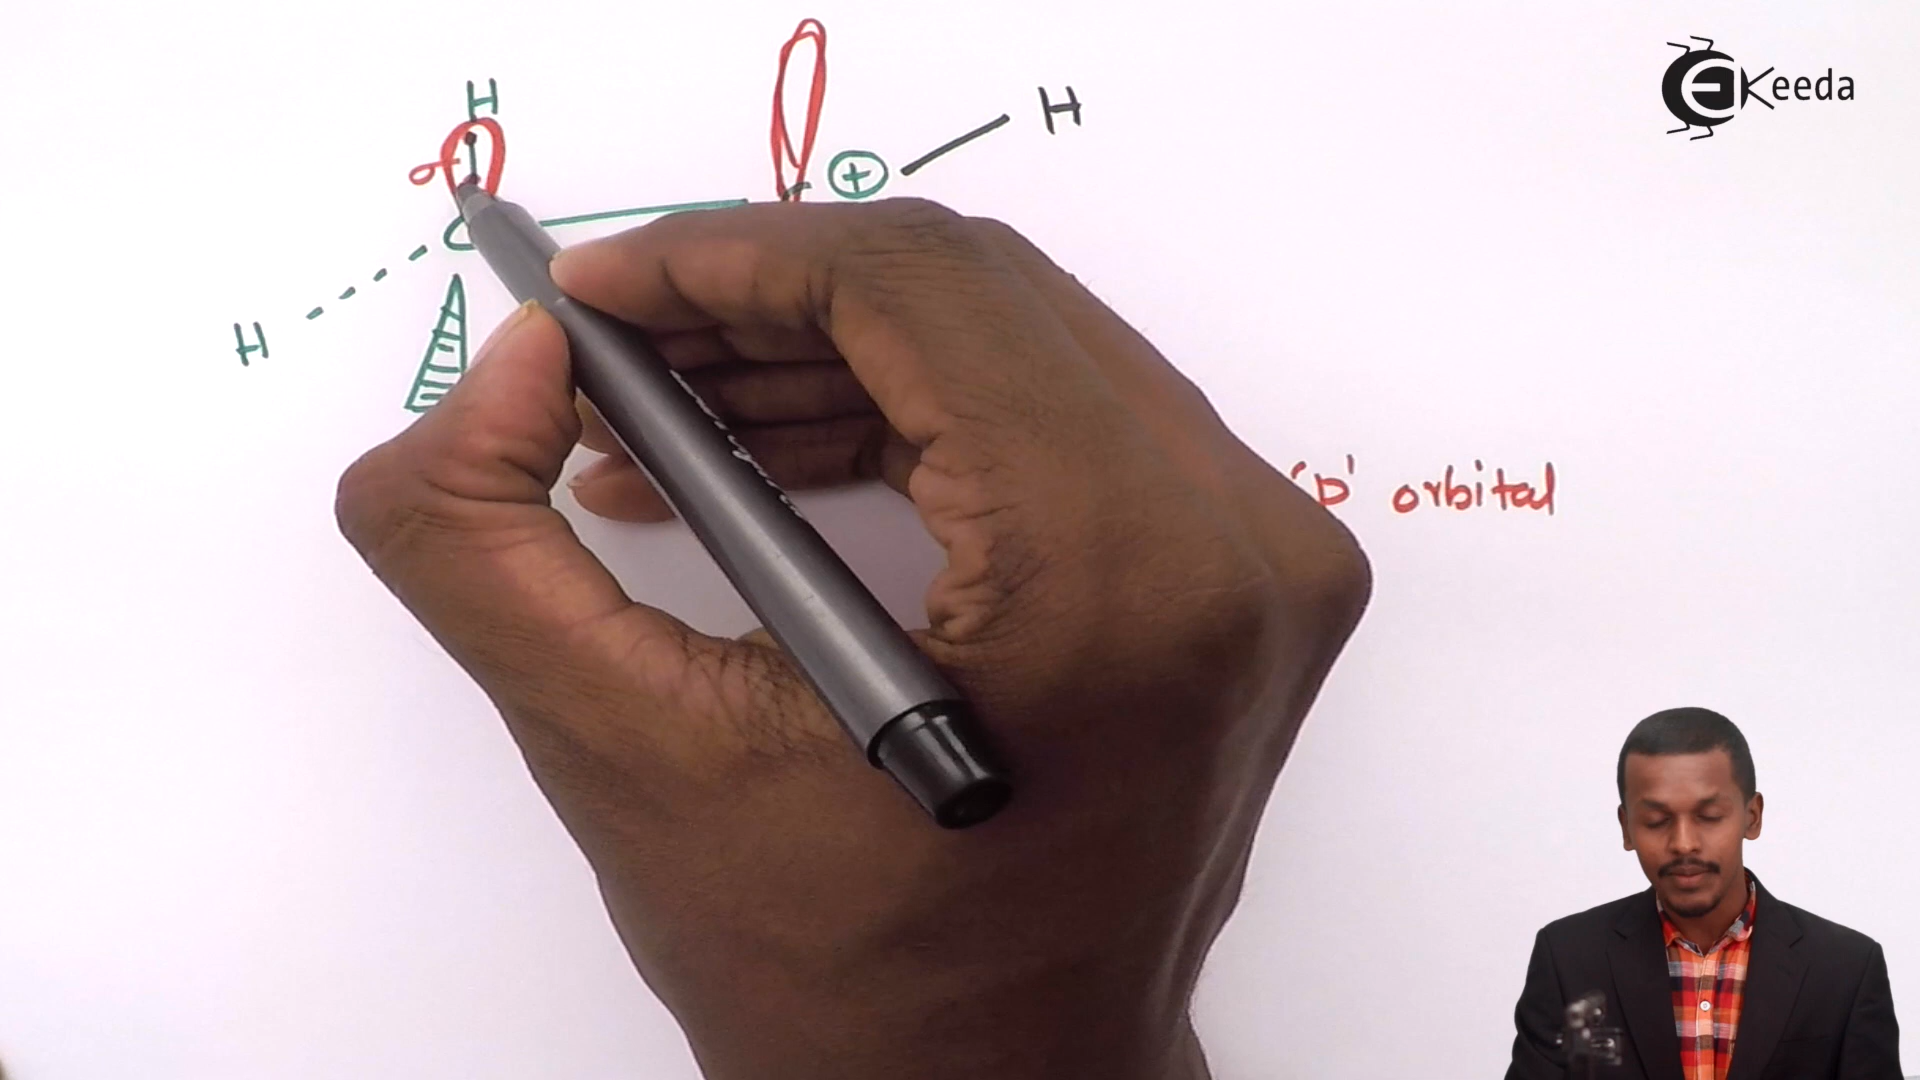 EKeeda
H
H
σ
+
C
H
'p' orbital